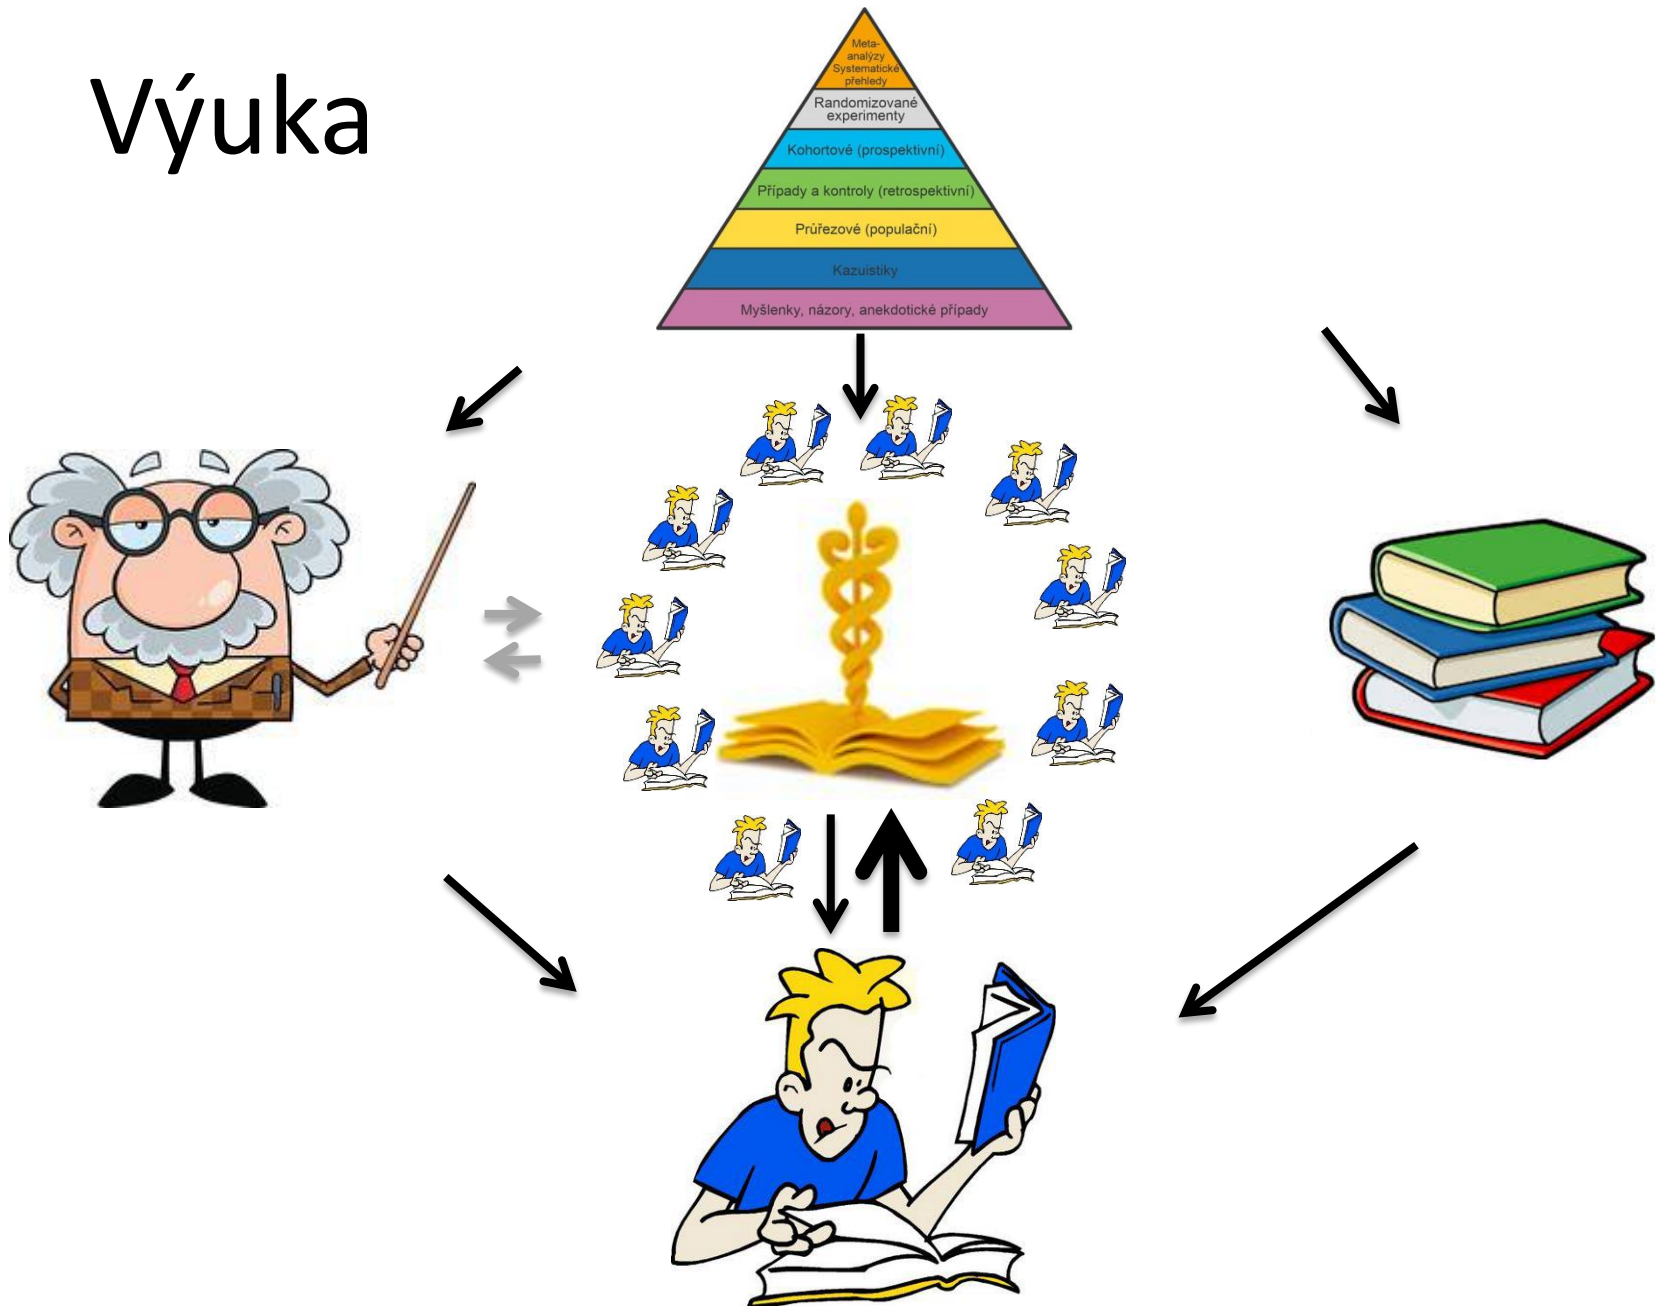 Výuka
Meta-
analýzy
Systematické
přehledy
Randomizované
experimenty
Kohortové (prospektivní)
Případy a kontroly (retrospektivní)
Průřezové (populační)
Kazuistiky
Myšlenky, názory, anekdotické případy